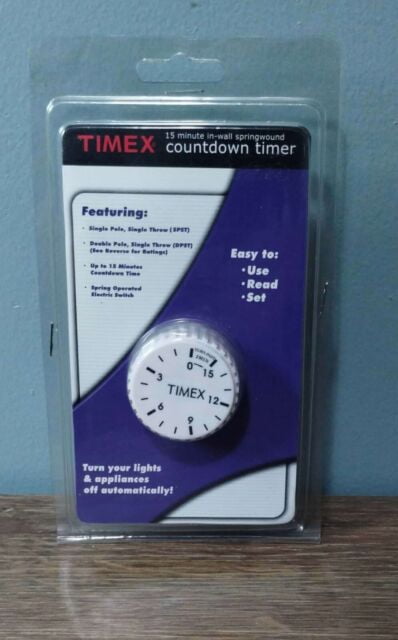 TIMEX
15 minute in-wall springwound
countdown timer
Featuring:
· Single Pole, Single Throw (SPST)
· Double Pole, Single Throw (DPST)
(See Reverse for Ratings)
· Up to 15 Minutes
Countdown Time
· Spring Operated
Electric Switch
Easy to:
·Use
·Read
·Set
0 15
3
12
TIMEX
6
9
Turn your lights
& appliances
off automatically!